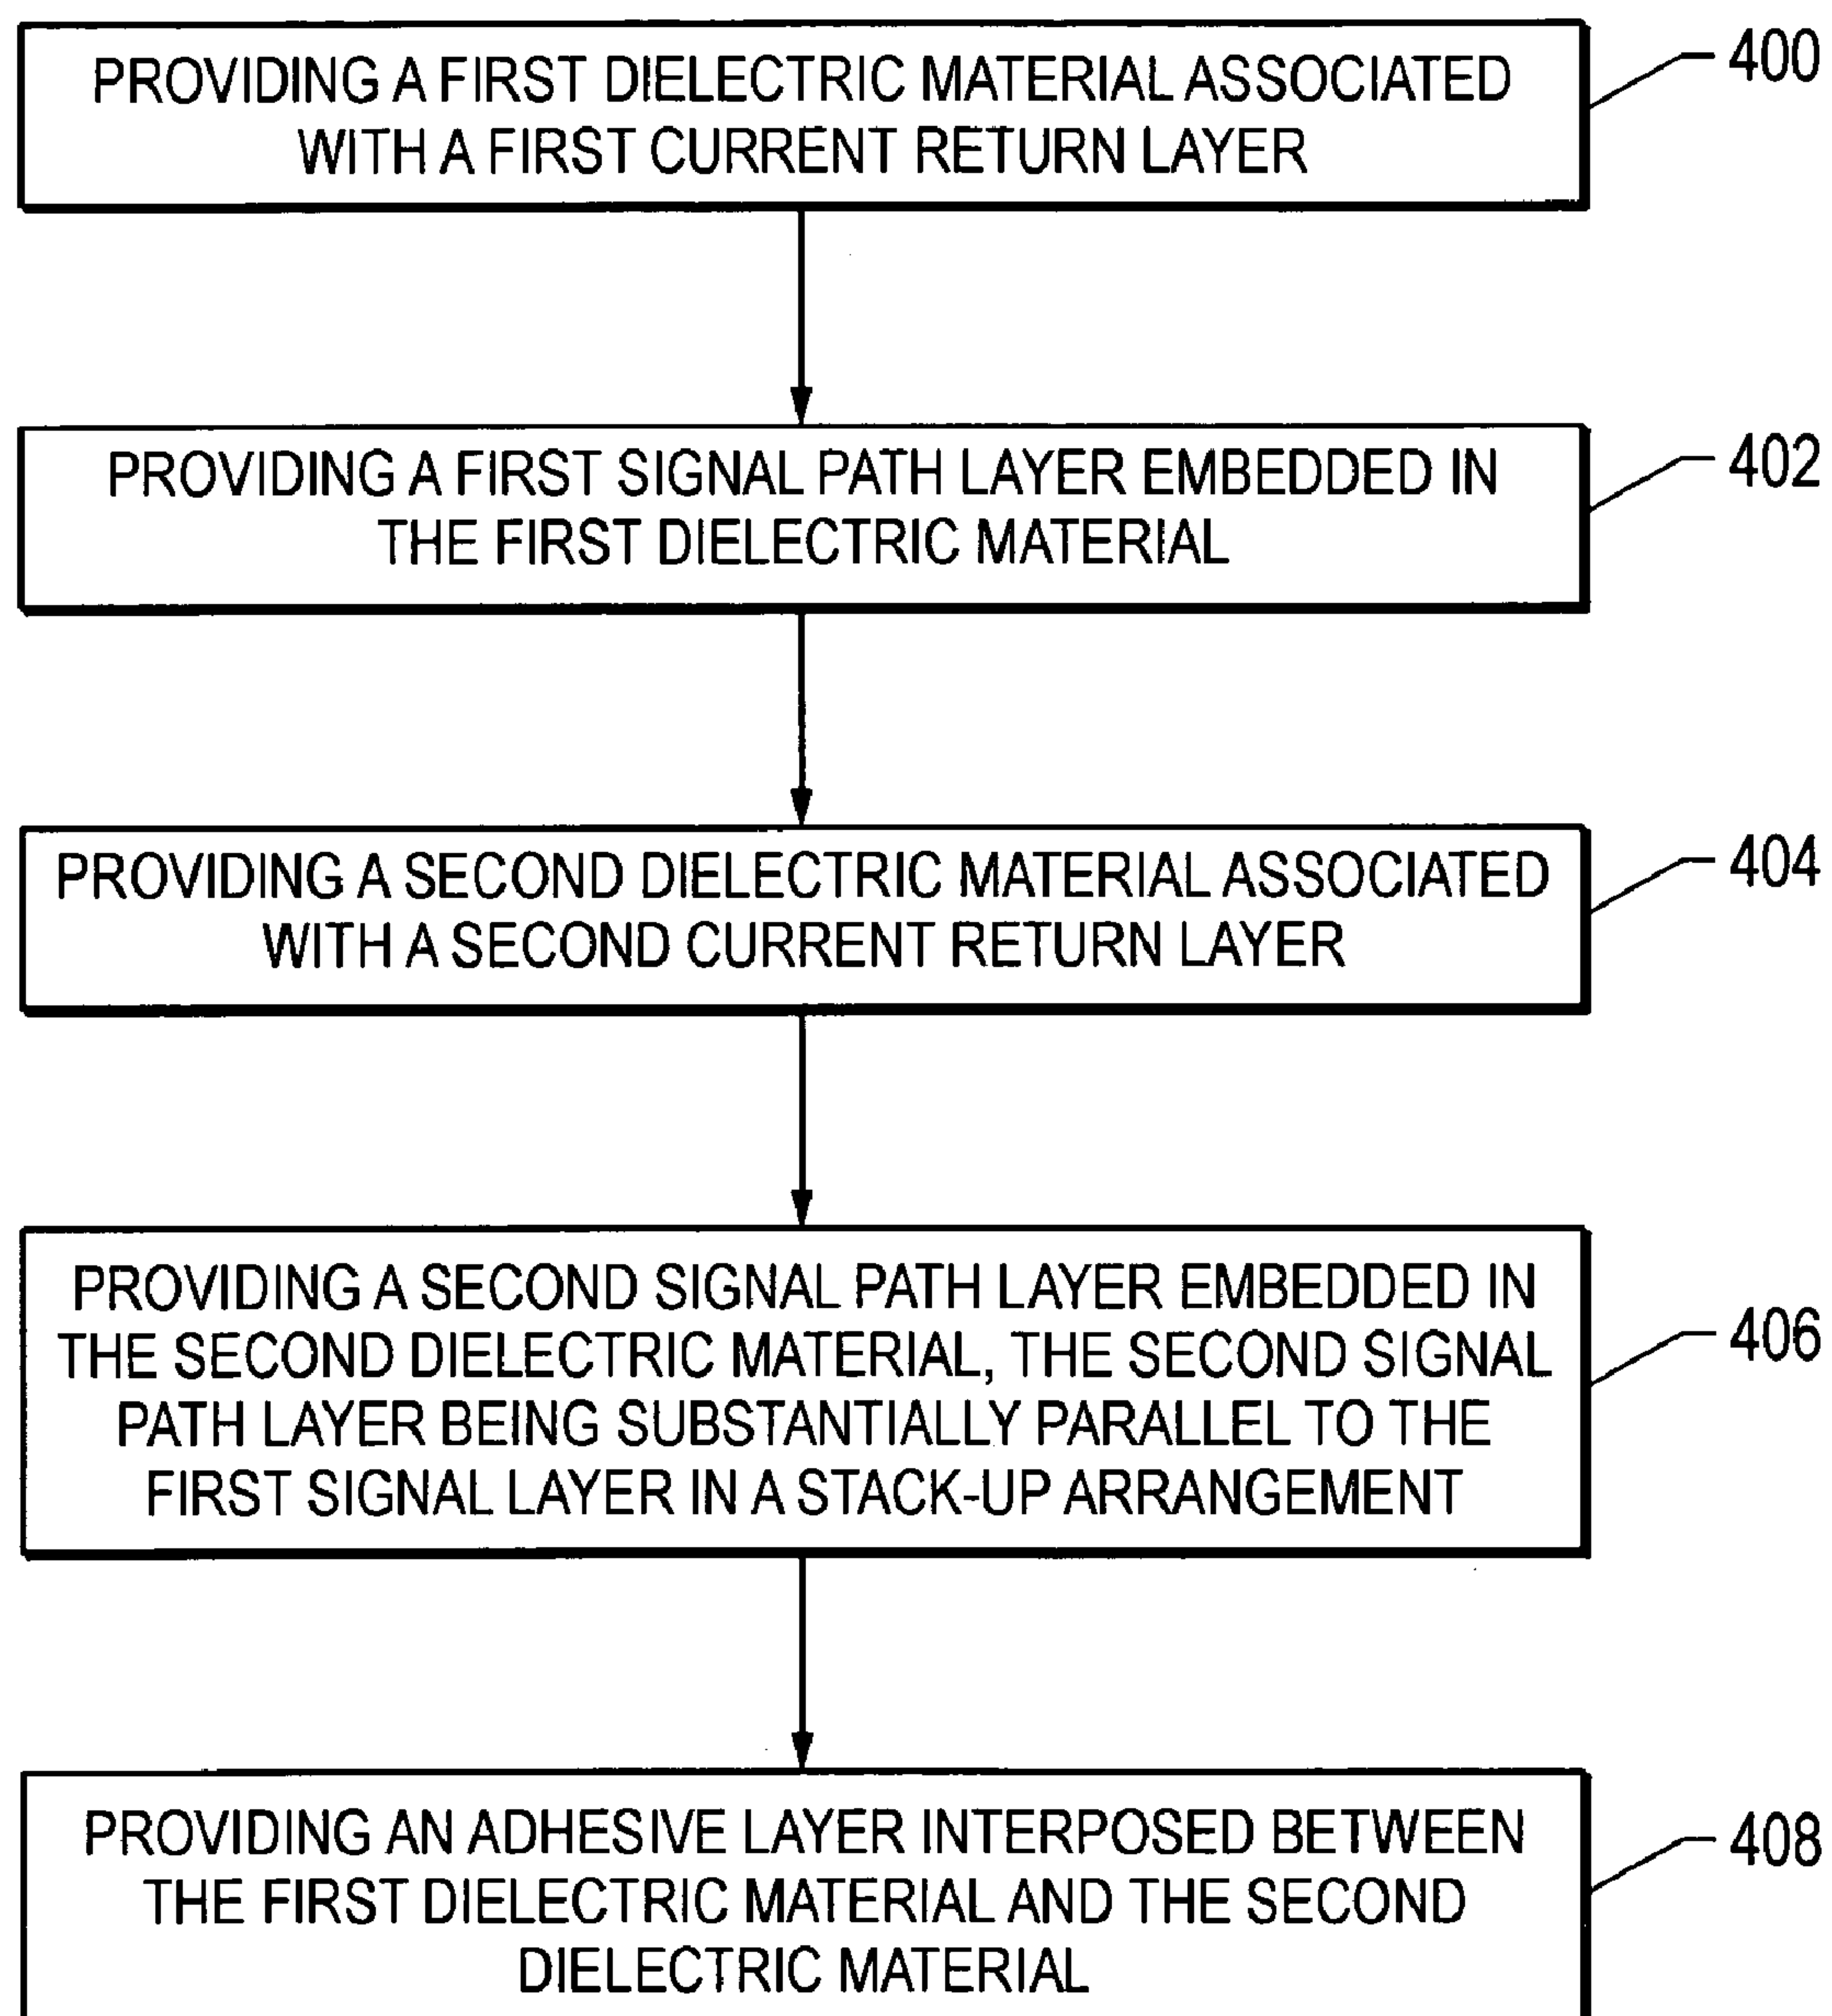 PROVIDING A FIRST DIELECTRIC MATERIAL ASSOCIATED
WITH A FIRST CURRENT RETURN LAYER
400
PROVIDING A FIRST SIGNAL PATH LAYER EMBEDDED IN
THE FIRST DIELECTRIC MATERIAL
402
PROVIDING A SECOND DIELECTRIC MATERIAL ASSOCIATED
WITH A SECOND CURRENT RETURN LAYER
404
PROVIDING A SECOND SIGNAL PATH LAYER EMBEDDED IN
THE SECOND DIELECTRIC MATERIAL, THE SECOND SIGNAL
PATH LAYER BEING SUBSTANTIALLY PARALLEL TO THE
FIRST SIGNAL LAYER IN A STACK-UP ARRANGEMENT
406
PROVIDING AN ADHESIVE LAYER INTERPOSED BETWEEN
THE FIRST DIELECTRIC MATERIAL AND THE SECOND
DIELECTRIC MATERIAL
408